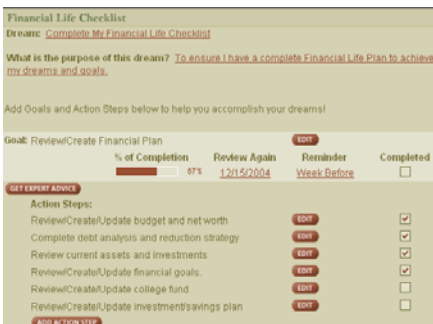 Financial Life Checklist
Dream: Complete My Financial Life Checklist
What is the purpose of this dream? To ensure I have a complete Financial Life Plan to achieve
my dreams and goals.
Add Goals and Action Steps below to help you accomplish your dreams!
Goal: Review/Create Financial Plan EDIT
% of Completion Review Again Reminder Completed
67% 12/15/2004 Week Before
GET EXPERT ADVICE
Action Steps:
Review/Create/Update budget and net worth EDIT
Complete debt analysis and reduction strategy EDIT
Review current assets and investments EDIT
Review/Create/Update financial goals. EDIT
Review/Create/Update college fund EDIT
Review/Create/Update investment/savings plan EDIT
ADD ACTION STEP